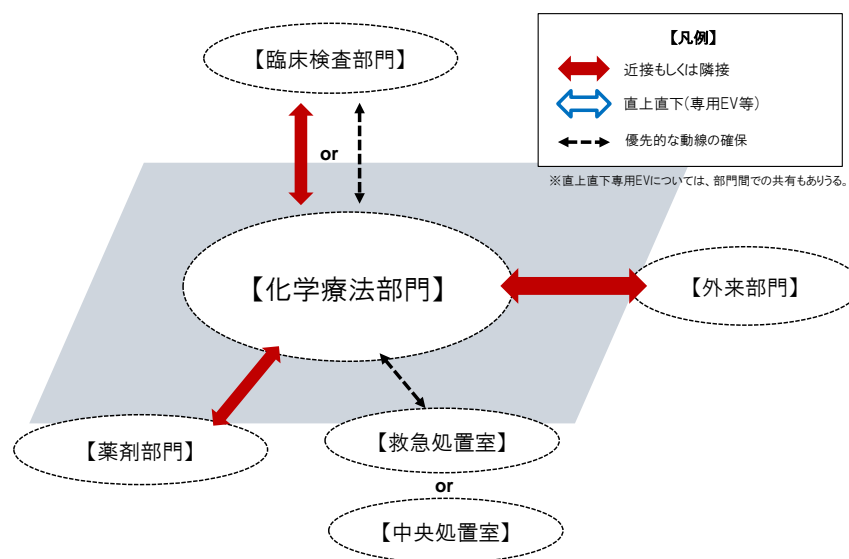 【臨床検査部門】
【凡例】
近接もしくは隣接
直上直下(専用EV等)
優先的な動線の確保
※直上直下専用EVについては、部門間での共有もありうる。
or
【化学療法部門】
【外来部門】
【薬剤部門】
【救急処置室】
or
【中央処置室】